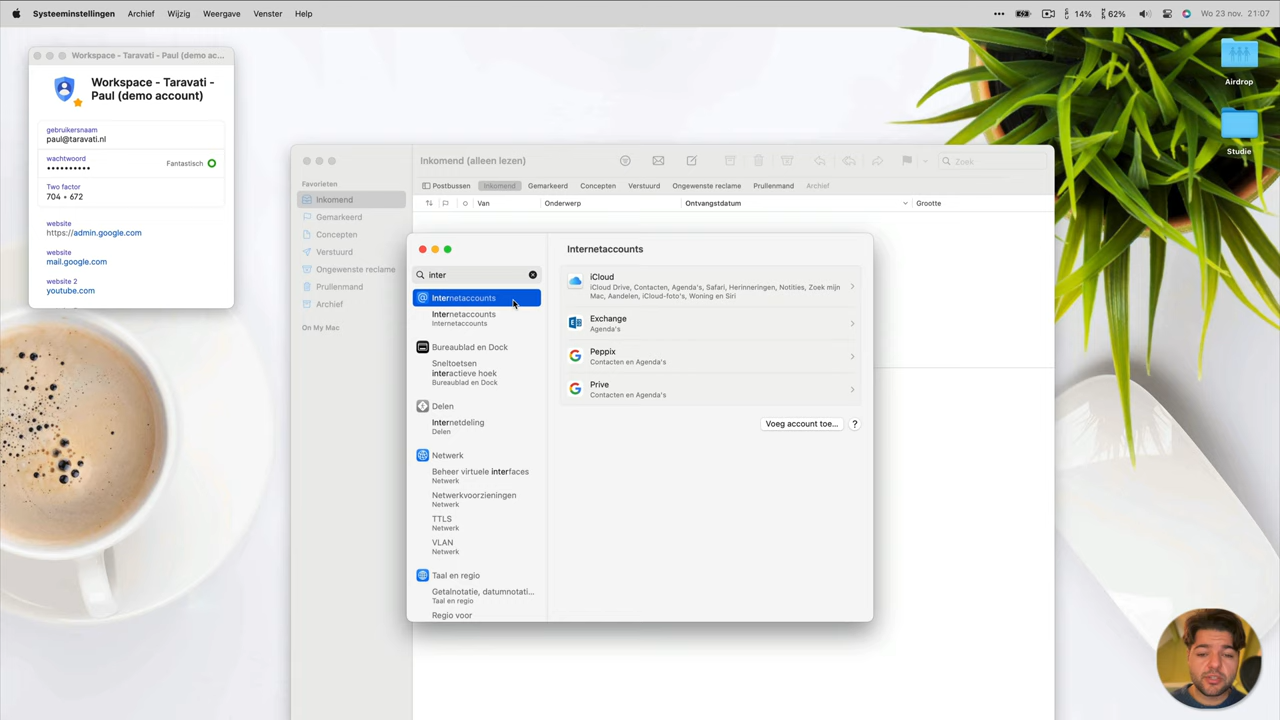 Systeeminstellingen Archief Wijzig Weergave Venster Help
14% 62% Wo 23 nov. 21:07
Workspace - Taravati - Paul (demo ac...
Workspace - Taravati -
Paul (demo account)
gebruikersnaam
paul@taravati.nl
wachtwoord
•••••••••• Fantastisch
Two factor
704 • 672
website
https://admin.google.com
website
mail.google.com
website 2
youtube.com
Airdrop
Studie
Favorieten
Inkomend
Gemarkeerd
Concepten
Verstuurd
Ongewenste reclame
Prullenmand
Archief
On My Mac
Inkomend (alleen lezen)
Zoek
Postbussen Inkomend Gemarkeerd Concepten Verstuurd Ongewenste reclame Prullenmand Archief
Van Onderwerp Ontvangstdatum Grootte
inter
Internetaccounts
Internetaccounts
Internetaccounts
Bureaublad en Dock
Sneltoetsen
interactieve hoek
Bureaublad en Dock
Delen
Internetdeling
Delen
Netwerk
Beheer virtuele interfaces
Netwerk
Netwerkvoorzieningen
Netwerk
TTLS
Netwerk
VLAN
Netwerk
Taal en regio
Getalnotatie, datumnotati...
Taal en regio
Regio voor
Internetaccounts
iCloud
iCloud Drive, Contacten, Agenda's, Safari, Herinneringen, Notities, Zoek mijn
Mac, Aandelen, iCloud-foto's, Woning en Siri
Exchange
Agenda's
Peppix
Contacten en Agenda's
Prive
Contacten en Agenda's
Voeg account toe... ?